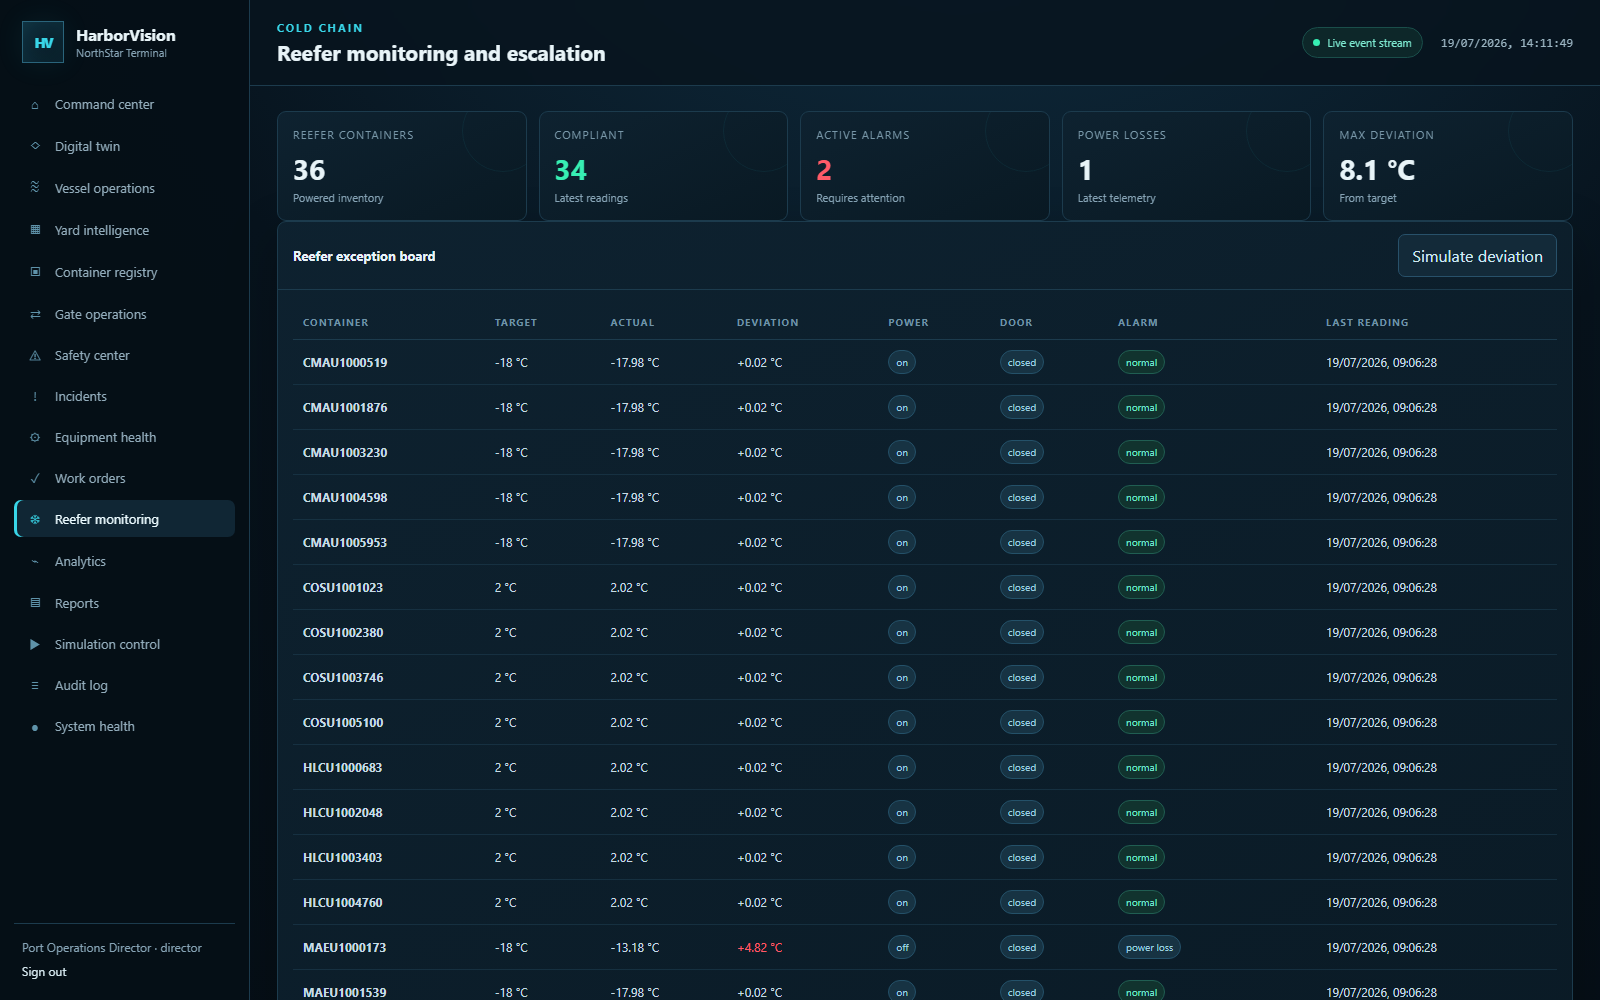 HV
HarborVision
NorthStar Terminal
Command center
Digital twin
Vessel operations
Yard intelligence
Container registry
Gate operations
Safety center
Incidents
Equipment health
Work orders
Reefer monitoring
Analytics
Reports
Simulation control
Audit log
System health
Port Operations Director · director
Sign out
COLD CHAIN
Reefer monitoring and escalation
Live event stream
19/07/2026, 14:11:49
REEFER CONTAINERS
36
Powered inventory
COMPLIANT
34
Latest readings
ACTIVE ALARMS
2
Requires attention
POWER LOSSES
1
Latest telemetry
MAX DEVIATION
8.1 °C
From target
Reefer exception board
Simulate deviation
CONTAINER TARGET ACTUAL DEVIATION POWER DOOR ALARM LAST READING
CMAU1000519 -18 °C -17.98 °C +0.02 °C on closed normal 19/07/2026, 09:06:28
CMAU1001876 -18 °C -17.98 °C +0.02 °C on closed normal 19/07/2026, 09:06:28
CMAU1003230 -18 °C -17.98 °C +0.02 °C on closed normal 19/07/2026, 09:06:28
CMAU1004598 -18 °C -17.98 °C +0.02 °C on closed normal 19/07/2026, 09:06:28
CMAU1005953 -18 °C -17.98 °C +0.02 °C on closed normal 19/07/2026, 09:06:28
COSU1001023 2 °C 2.02 °C +0.02 °C on closed normal 19/07/2026, 09:06:28
COSU1002380 2 °C 2.02 °C +0.02 °C on closed normal 19/07/2026, 09:06:28
COSU1003746 2 °C 2.02 °C +0.02 °C on closed normal 19/07/2026, 09:06:28
COSU1005100 2 °C 2.02 °C +0.02 °C on closed normal 19/07/2026, 09:06:28
HLCU1000683 2 °C 2.02 °C +0.02 °C on closed normal 19/07/2026, 09:06:28
HLCU1002048 2 °C 2.02 °C +0.02 °C on closed normal 19/07/2026, 09:06:28
HLCU1003403 2 °C 2.02 °C +0.02 °C on closed normal 19/07/2026, 09:06:28
HLCU1004760 2 °C 2.02 °C +0.02 °C on closed normal 19/07/2026, 09:06:28
MAEU1000173 -18 °C -13.18 °C +4.82 °C off closed power loss 19/07/2026, 09:06:28
MAEU1001539 -18 °C -17.98 °C +0.02 °C on closed normal 19/07/2026, 09:06:28